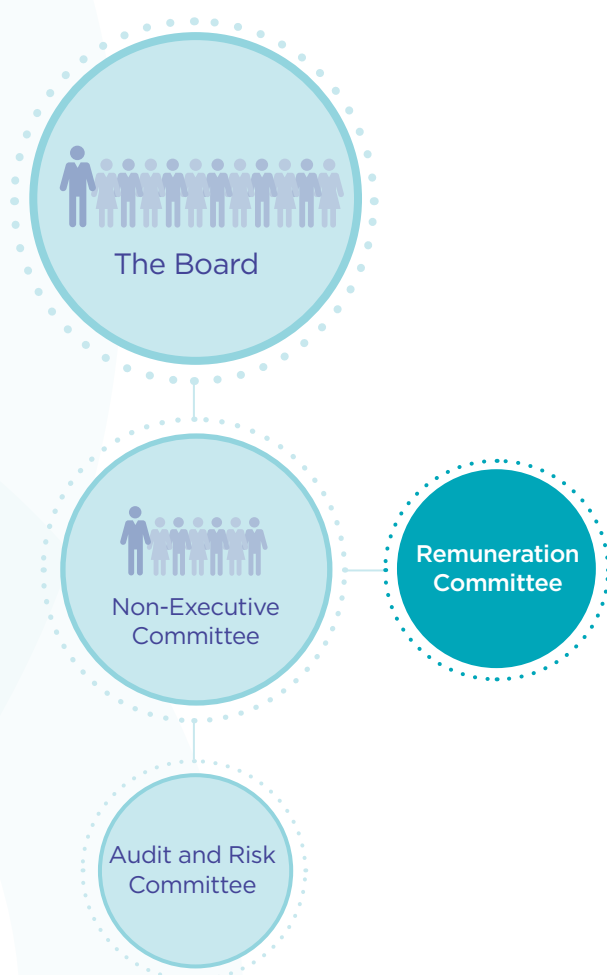 The Board
Non-Executive
Committee
Remuneration
Committee
Audit and Risk
Committee